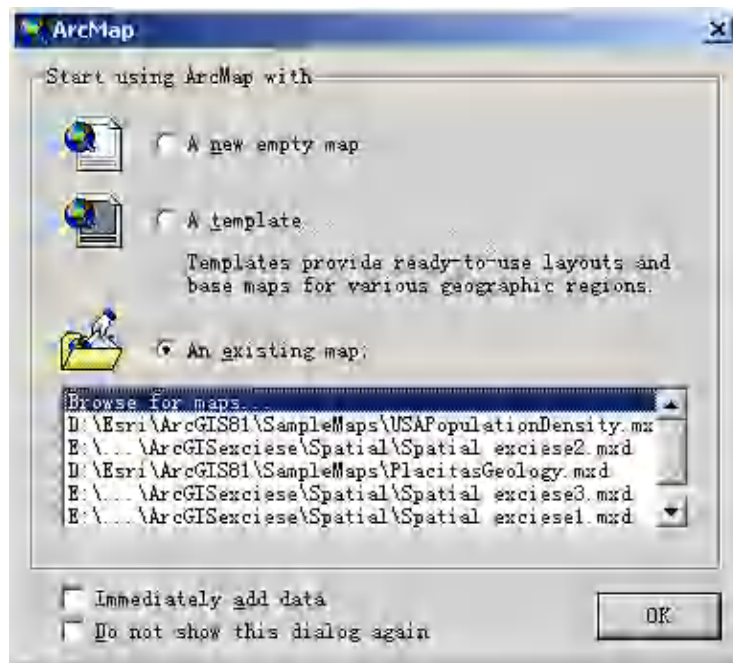 ArcMap
Start using ArcMap with
A new empty map
A template
Templates provide ready-to-use layouts and
base maps for various geographic regions.
An existing map:
Browse for maps...
D:\Esri\ArcGIS81\SampleMaps\USAPopulationDensity.mx
E:\...\ArcGISexciese\Spatial\Spatial exciese2.mxd
D:\Esri\ArcGIS81\SampleMaps\PlacitasGeology.mxd
E:\...\ArcGISexciese\Spatial\Spatial exciese3.mxd
E:\...\ArcGISexciese\Spatial\Spatial exciese1.mxd
Immediately add data
Do not show this dialog again
OK